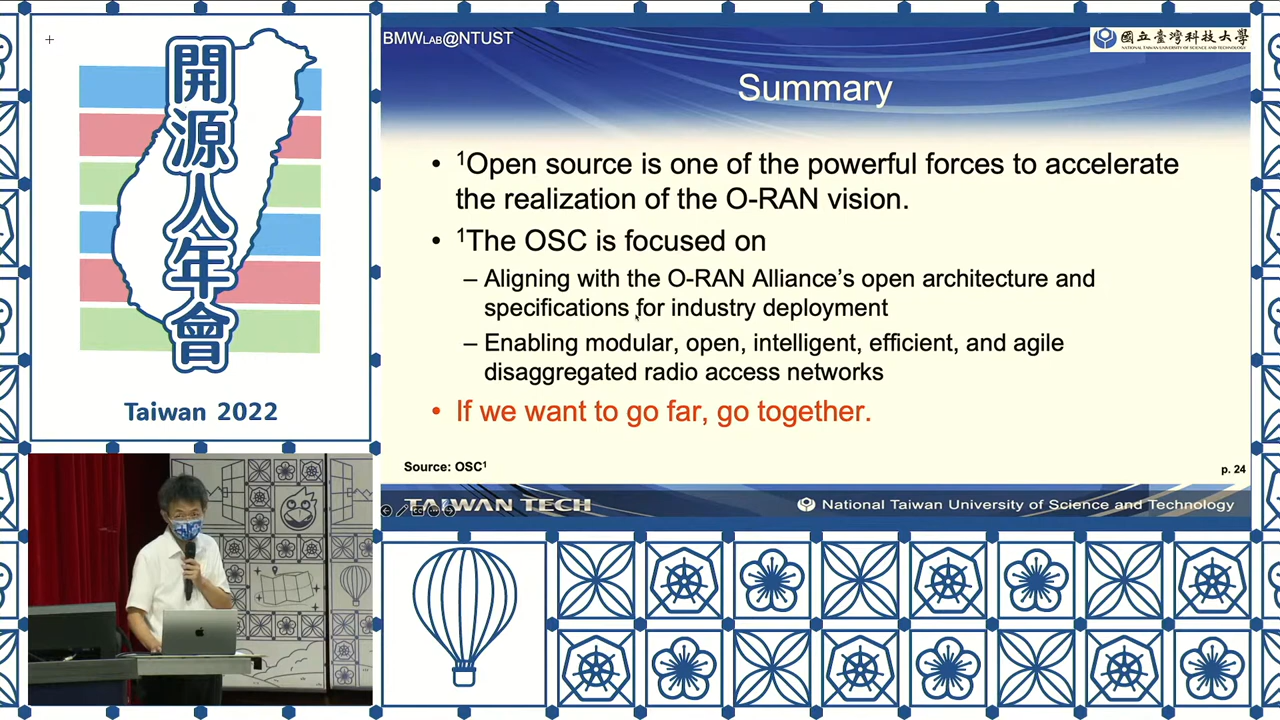 開源人年會
Taiwan 2022
BMWLAB@NTUST
國立臺灣科技大學
NATIONAL TAIWAN UNIVERSITY OF SCIENCE AND TECHNOLOGY
Summary
• ¹Open source is one of the powerful forces to accelerate
the realization of the O-RAN vision.
• ¹The OSC is focused on
– Aligning with the O-RAN Alliance’s open architecture and
specifications for industry deployment
– Enabling modular, open, intelligent, efficient, and agile
disaggregated radio access networks
• If we want to go far, go together.
Source: OSC¹
p. 24
TAIWAN TECH
National Taiwan University of Science and Technology